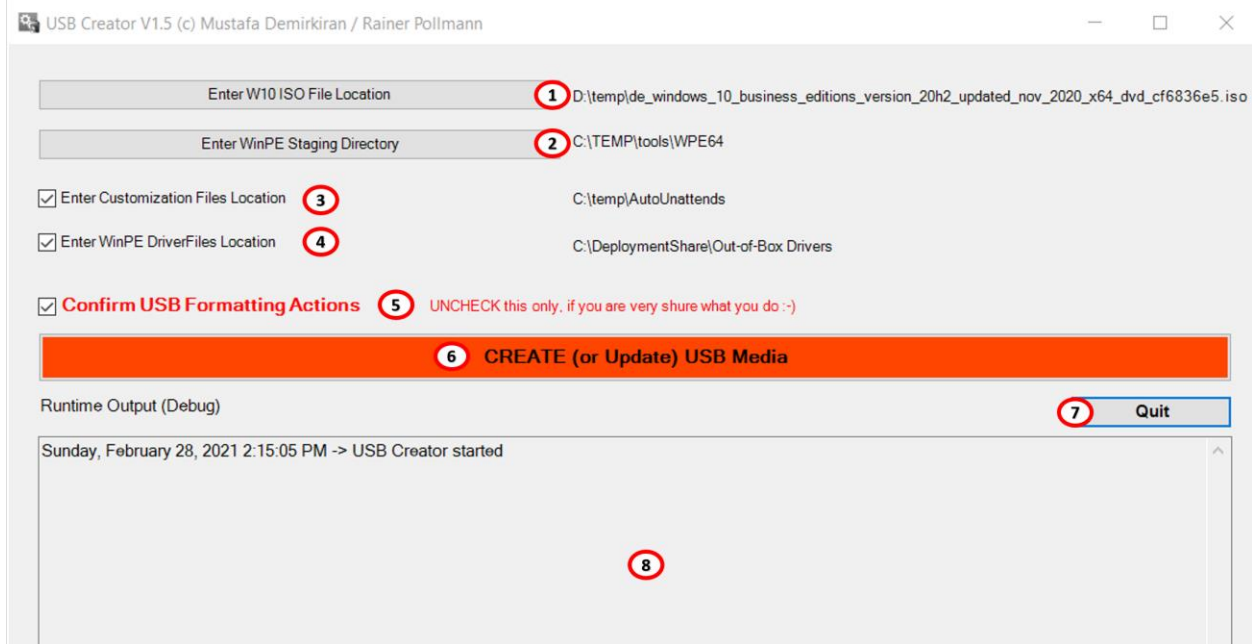 USB Creator V1.5 (c) Mustafa Demirkiran / Rainer Pollmann
Enter W10 ISO File Location 1 D:\temp\de_windows_10_business_editions_version_20h2_updated_nov_2020_x64_dvd_cf6836e5.iso
Enter WinPE Staging Directory 2 C:\TEMP\tools\WPE64
Enter Customization Files Location 3 C:\temp\AutoUnattends
Enter WinPE DriverFiles Location 4 C:\DeploymentShare\Out-of-Box Drivers
Confirm USB Formatting Actions 5 UNCHECK this only, if you are very shure what you do :-)
6 CREATE (or Update) USB Media
Runtime Output (Debug) 7 Quit
Sunday, February 28, 2021 2:15:05 PM -> USB Creator started
8